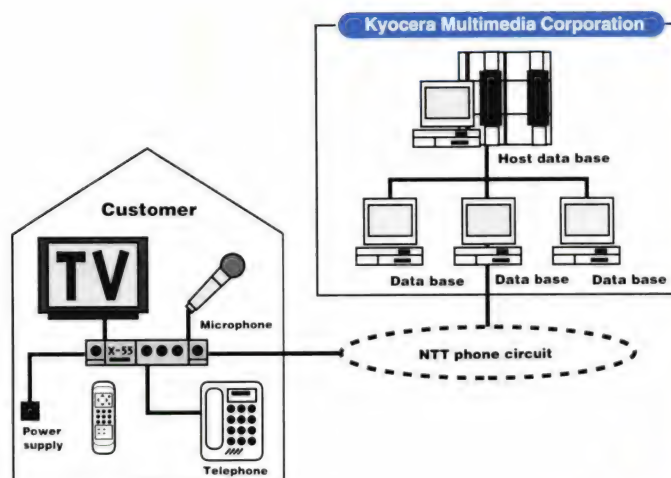 Kyocera Multimedia Corporation
Host data base
Data base
Data base
Data base
Customer
TV
Microphone
X-55
NTT phone circuit
Power
supply
Telephone